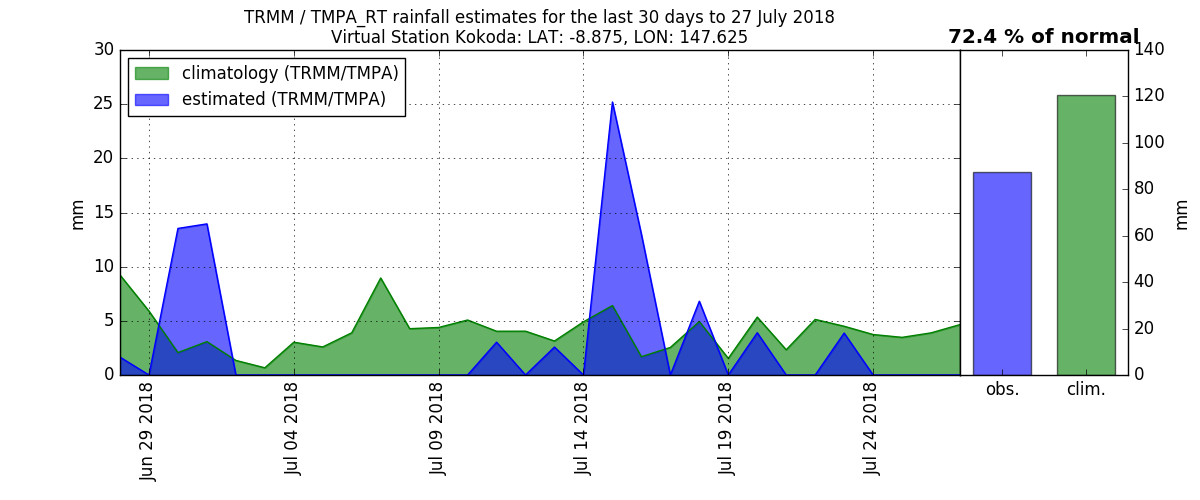 TRMM / TMPA_RT rainfall estimates for the last 30 days to 27 July 2018
Virtual Station Kokoda: LAT: -8.875, LON: 147.625
72.4 % of normal
climatology (TRMM/TMPA)
estimated (TRMM/TMPA)
30
25
20
15
10
5
0
mm
Jun 29 2018
Jul 04 2018
Jul 09 2018
Jul 14 2018
Jul 19 2018
Jul 24 2018
obs.
clim.
140
120
100
80
60
40
20
0
mm